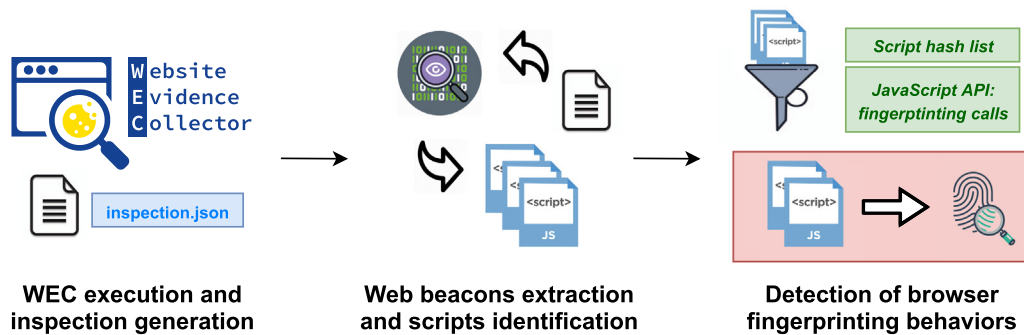 Website
Evidence
Collector
inspection.json
WEC execution and
inspection generation
<script>
JS
Web beacons extraction
and scripts identification
<script>
Script hash list
JavaScript API:
fingerptinting calls
<script>
JS
Detection of browser
fingerprinting behaviors